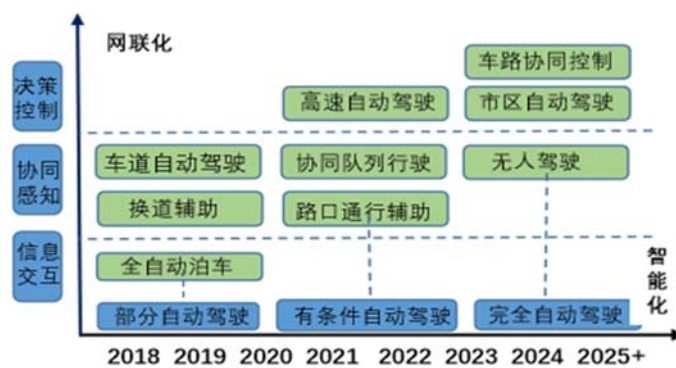 网联化
车路协同控制
决策
控制
高速自动驾驶
市区自动驾驶
协同
感知
车道自动驾驶
协同队列行驶
无人驾驶
换道辅助
路口通行辅助
信息
交互
全自动泊车
智
能
化
部分自动驾驶
有条件自动驾驶
完全自动驾驶
2018 2019 2020 2021 2022 2023 2024 2025+